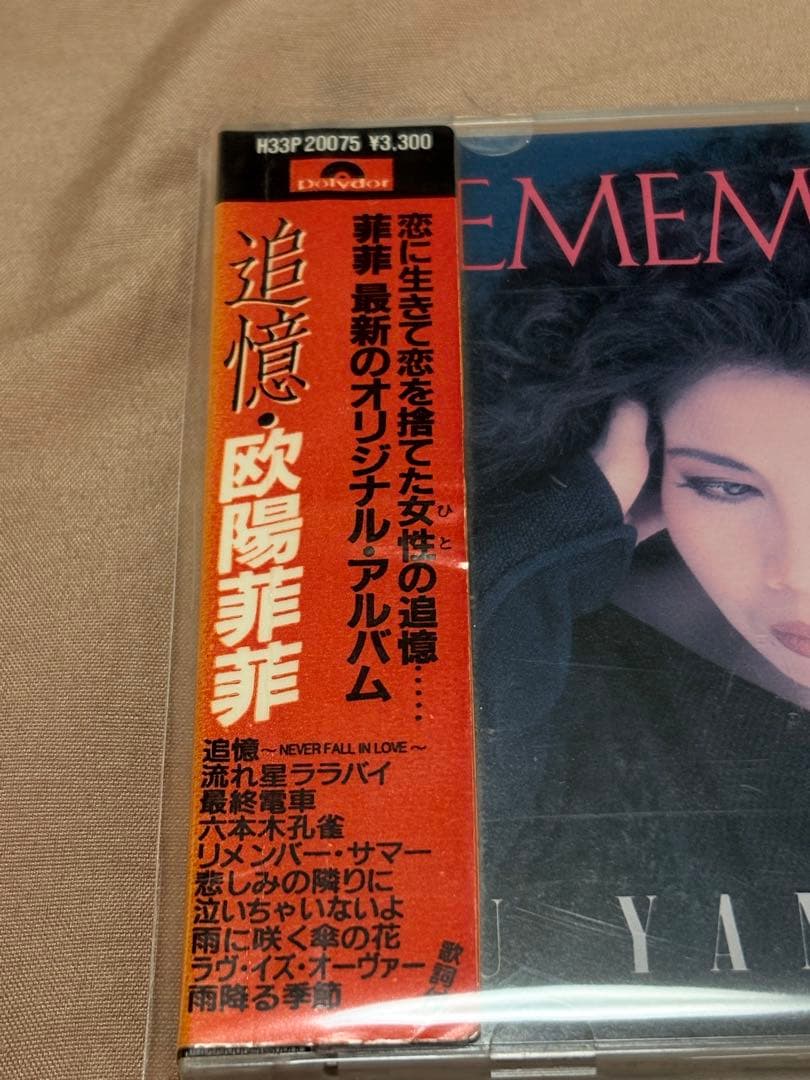 H33P 20075 ¥3,300
Polydor
追憶・欧陽菲菲
恋に生きて恋を捨てた女性の追憶……
ひと
菲菲 最新のオリジナル・アルバム
追憶～NEVER FALL IN LOVE～
流れ星ララバイ
最終電車
六本木孔雀
リメンバー・サマー
悲しみの隣りに
泣いちゃいないよ
雨に咲く傘の花
ラヴ・イズ・オーヴァー
雨降る季節
歌詞
EMEM
U YAN